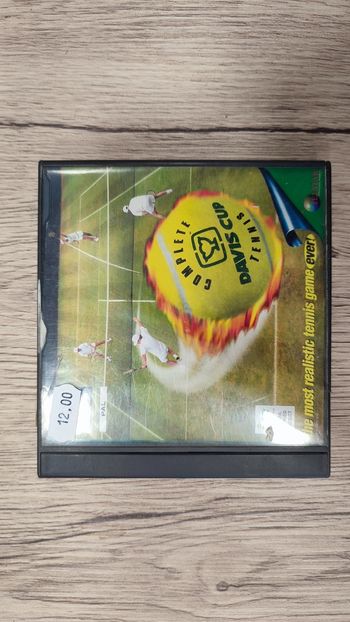 COMPLETE
DAVIS CUP
TENNIS
the most realistic tennis game ever!
PAL
12,00